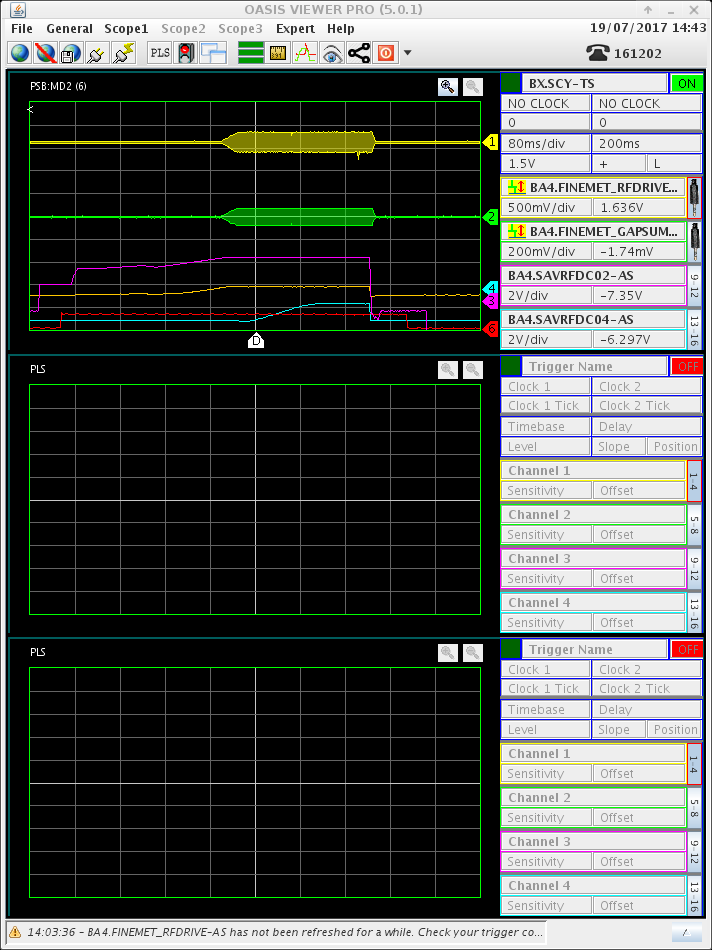 OASIS VIEWER PRO (5.0.1)
File General Scope1 Scope2 Scope3 Expert Help
19/07/2017 14:43
PLS
161202
PSB:MD2 (6)
<
1
2
4
3
D
BX.SCY-TS ON
NO CLOCK NO CLOCK
0 0
80ms/div 200ms
1.5V + L
BA4.FINEMET_RFDRIVE...
500mV/div 1.636V
BA4.FINEMET_GAPSUM...
200mV/div -1.74mV
BA4.SAVRFDC02-AS
2V/div -7.35V
9-12
BA4.SAVRFDC04-AS
2V/div -6.297V
13-16
PLS
Trigger Name OFF
Clock 1 Clock 2
Clock 1 Tick Clock 2 Tick
Timebase Delay
Level Slope Position
Channel 1
Sensitivity Offset
1-4
Channel 2
Sensitivity Offset
5-8
Channel 3
Sensitivity Offset
9-12
Channel 4
Sensitivity Offset
13-16
PLS
Trigger Name OFF
Clock 1 Clock 2
Clock 1 Tick Clock 2 Tick
Timebase Delay
Level Slope Position
Channel 1
Sensitivity Offset
1-4
Channel 2
Sensitivity Offset
5-8
Channel 3
Sensitivity Offset
9-12
Channel 4
Sensitivity Offset
13-16
14:03:36 - BA4.FINEMET_RFDRIVE-AS has not been refreshed for a while. Check your trigger co...